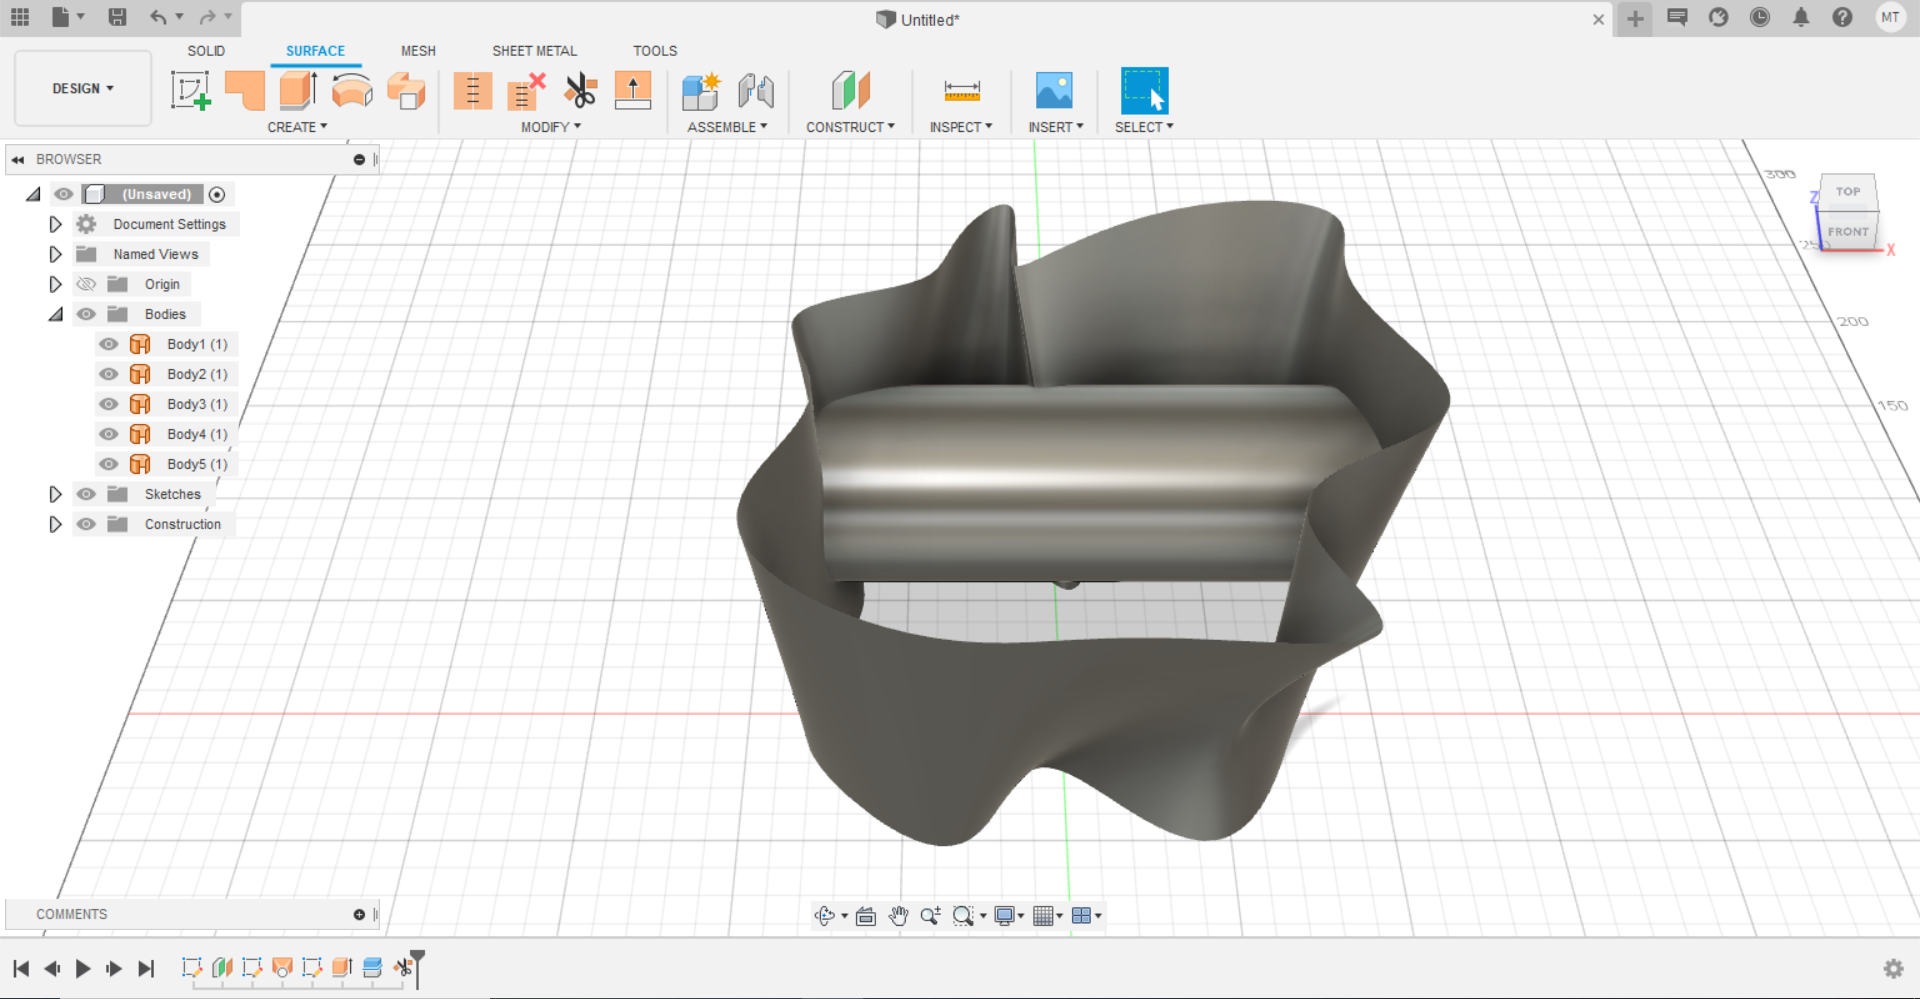 Untitled*
MT
SOLID
SURFACE
MESH
SHEET METAL
TOOLS
DESIGN
CREATE
MODIFY
ASSEMBLE
CONSTRUCT
INSPECT
INSERT
SELECT
BROWSER
(Unsaved)
Document Settings
Named Views
Origin
Bodies
Body1 (1)
Body2 (1)
Body3 (1)
Body4 (1)
Body5 (1)
Sketches
Construction
300
250
200
150
TOP
FRONT
Z
X
COMMENTS